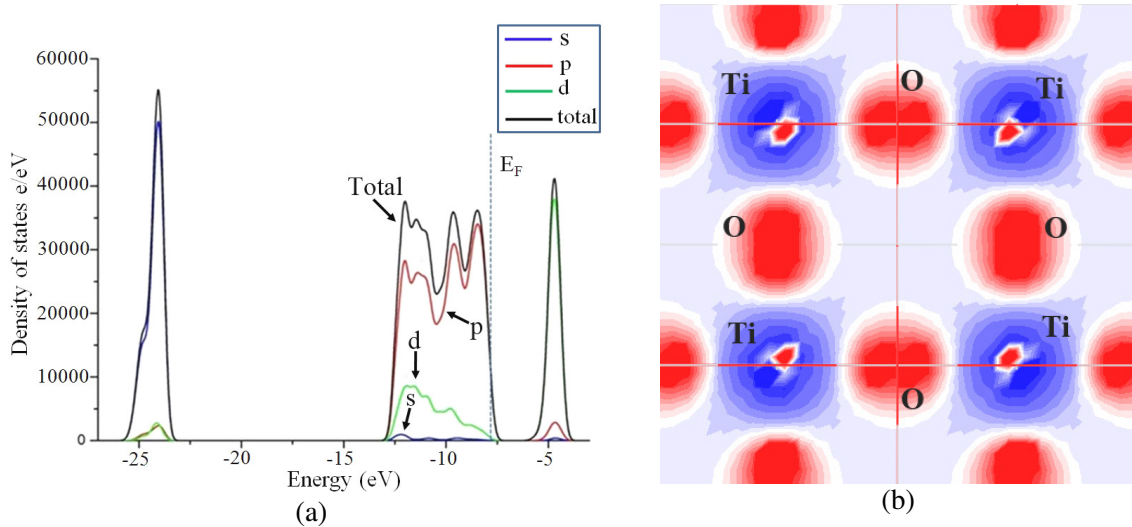 s
p
d
total
60000
50000
40000
30000
20000
10000
0
Density of states e/eV
E_F
Total
p
d
s
-25
-20
-15
-10
-5
Energy (eV)
(a)
Ti
O
Ti
O
O
Ti
Ti
O
(b)